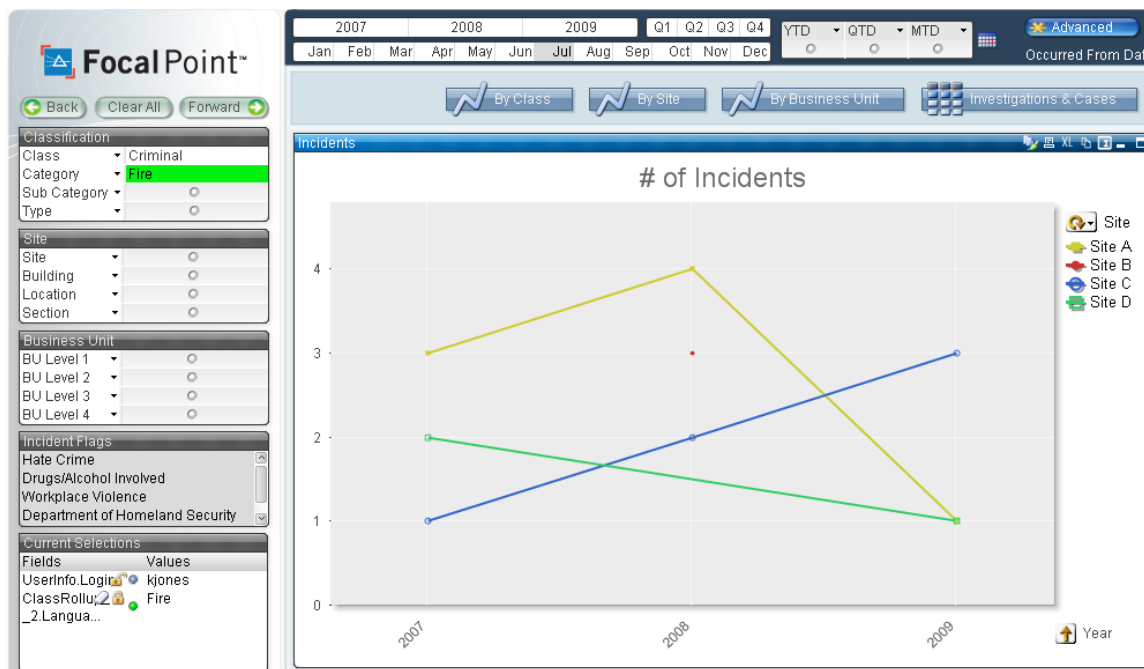 FocalPoint™
Back Clear All Forward
Classification
Class Criminal
Category Fire
Sub Category
Type
Site
Site
Building
Location
Section
Business Unit
BU Level 1
BU Level 2
BU Level 3
BU Level 4
Incident Flags
Hate Crime
Drugs/Alcohol Involved
Workplace Violence
Department of Homeland Security
Current Selections
Fields Values
UserInfo.Login kjones
ClassRollup Fire
_2.Langua...
2007 2008 2009 Q1 Q2 Q3 Q4 YTD QTD MTD Advanced
Jan Feb Mar Apr May Jun Jul Aug Sep Oct Nov Dec Occurred From Dat
By Class By Site By Business Unit Investigations & Cases
Incidents XL
# of Incidents
4
3
2
1
0
2007 2008 2009
Site
Site A
Site B
Site C
Site D
Year